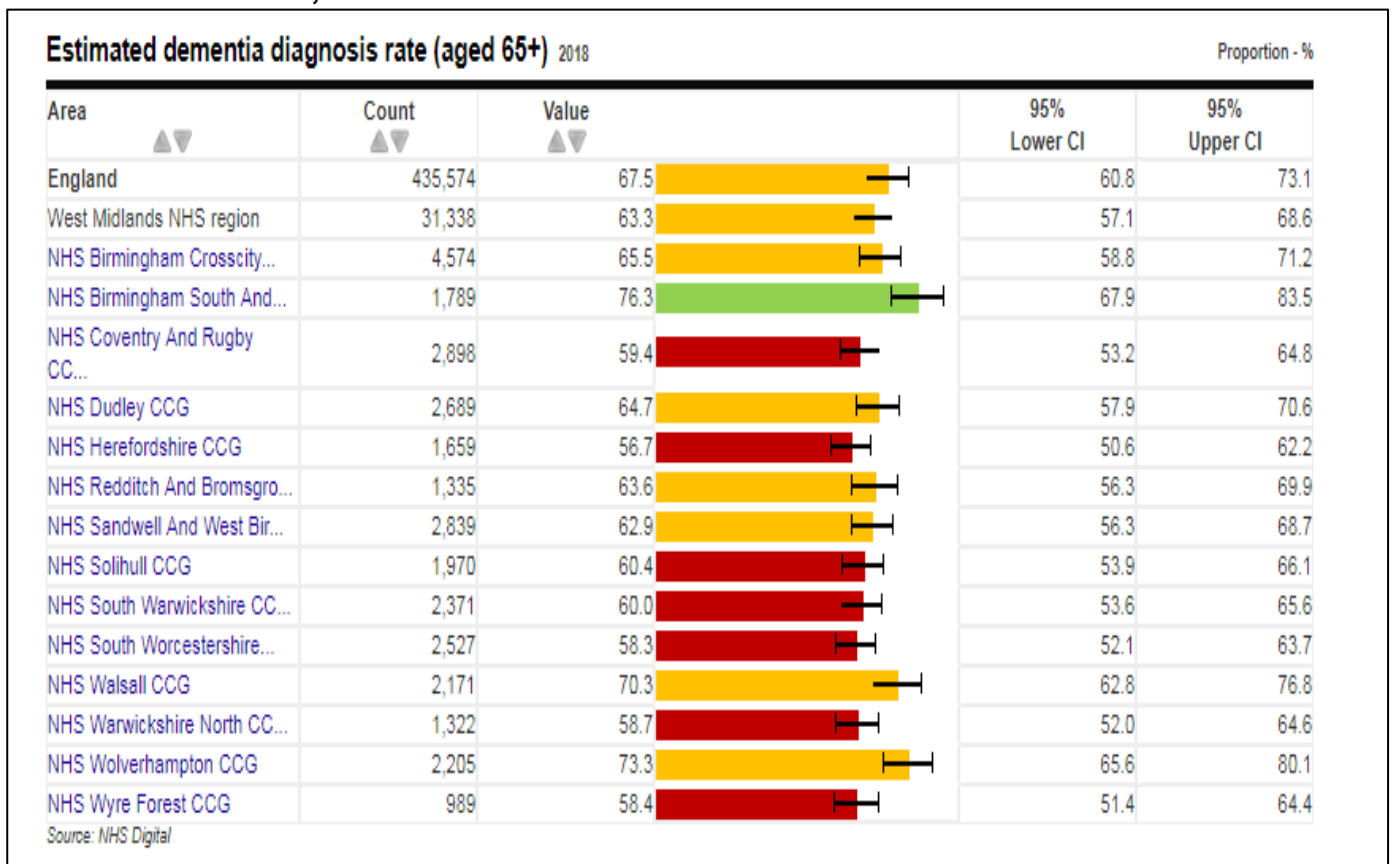 Estimated dementia diagnosis rate (aged 65+) 2018 Proportion - %
Area Count Value 95% Lower CI 95% Upper CI
England 435,574 67.5 60.8 73.1
West Midlands NHS region 31,338 63.3 57.1 68.6
NHS Birmingham Crosscity... 4,574 65.5 58.8 71.2
NHS Birmingham South And... 1,789 76.3 67.9 83.5
NHS Coventry And Rugby CC... 2,898 59.4 53.2 64.8
NHS Dudley CCG 2,689 64.7 57.9 70.6
NHS Herefordshire CCG 1,659 56.7 50.6 62.2
NHS Redditch And Bromsgro... 1,335 63.6 56.3 69.9
NHS Sandwell And West Bir... 2,839 62.9 56.3 68.7
NHS Solihull CCG 1,970 60.4 53.9 66.1
NHS South Warwickshire CC... 2,371 60.0 53.6 65.6
NHS South Worcestershire... 2,527 58.3 52.1 63.7
NHS Walsall CCG 2,171 70.3 62.8 76.8
NHS Warwickshire North CC... 1,322 58.7 52.0 64.6
NHS Wolverhampton CCG 2,205 73.3 65.6 80.1
NHS Wyre Forest CCG 989 58.4 51.4 64.4
Source: NHS Digital